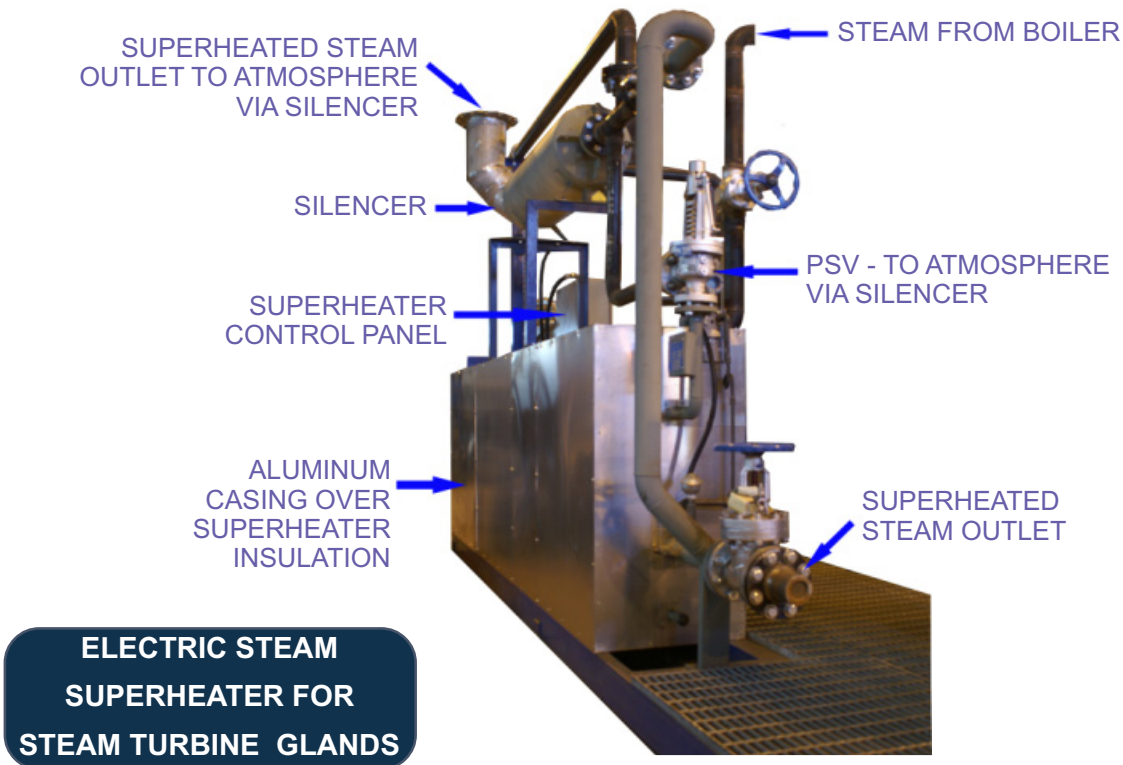 SUPERHEATED STEAM
OUTLET TO ATMOSPHERE
VIA SILENCER
STEAM FROM BOILER
SILENCER
PSV - TO ATMOSPHERE
VIA SILENCER
SUPERHEATER
CONTROL PANEL
ALUMINUM
CASING OVER
SUPERHEATER
INSULATION
SUPERHEATED
STEAM OUTLET
ELECTRIC STEAM
SUPERHEATER FOR
STEAM TURBINE GLANDS